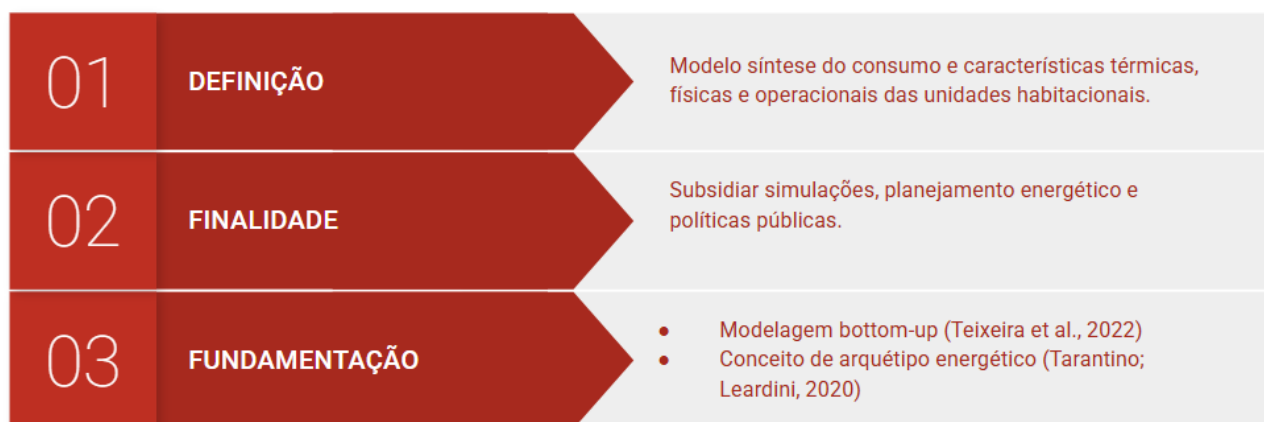 01
DEFINIÇÃO
Modelo síntese do consumo e características térmicas,
físicas e operacionais das unidades habitacionais.
02
FINALIDADE
Subsidiar simulações, planejamento energético e
políticas públicas.
03
FUNDAMENTAÇÃO
● Modelagem bottom-up (Teixeira et al., 2022)
● Conceito de arquétipo energético (Tarantino;
Leardini, 2020)